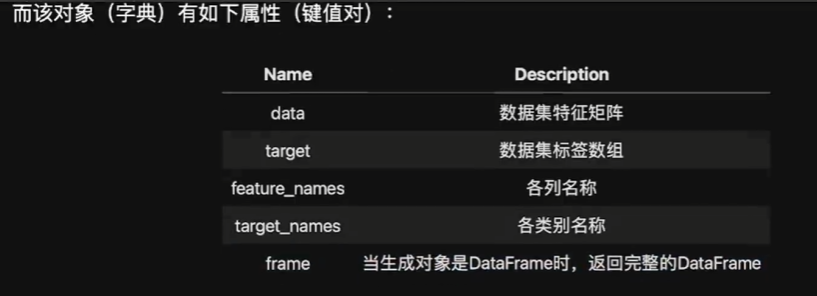 而该对象（字典）有如下属性（键值对）：
Name Description
data 数据集特征矩阵
target 数据集标签数组
feature_names 各列名称
target_names 各类别名称
frame 当生成对象是DataFrame时，返回完整的DataFrame